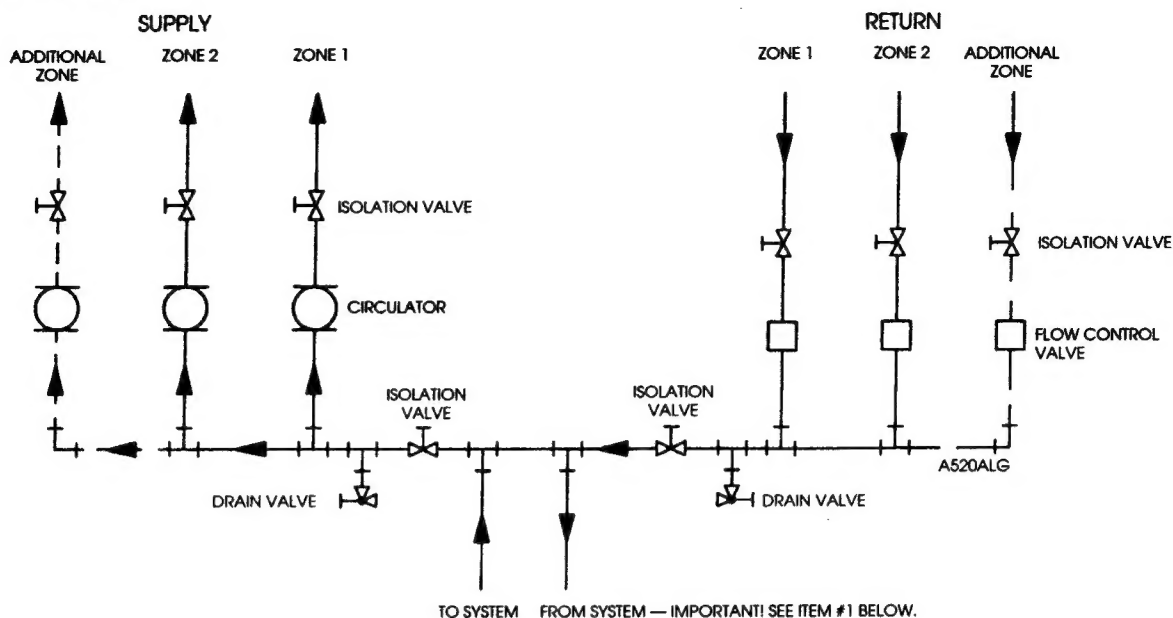 SUPPLY
RETURN
ADDITIONAL
ZONE
ZONE 2
ZONE 1
ZONE 1
ZONE 2
ADDITIONAL
ZONE
ISOLATION VALVE
ISOLATION VALVE
CIRCULATOR
FLOW CONTROL
VALVE
ISOLATION
VALVE
ISOLATION
VALVE
A520ALG
DRAIN VALVE
DRAIN VALVE
TO SYSTEM
FROM SYSTEM — IMPORTANT! SEE ITEM #1 BELOW.